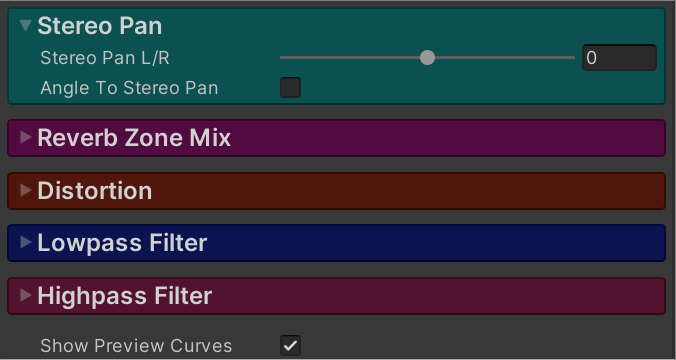 Stereo Pan
Stereo Pan L/R 0
Angle To Stereo Pan
Reverb Zone Mix
Distortion
Lowpass Filter
Highpass Filter
Show Preview Curves